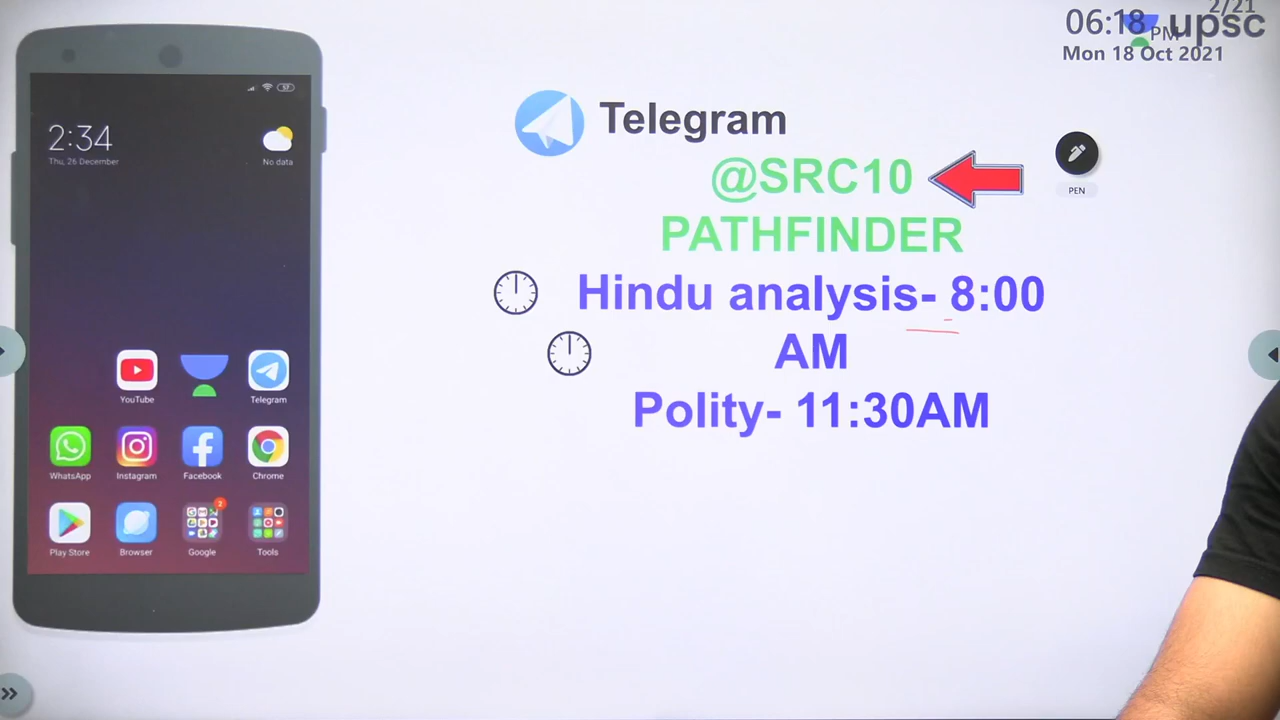 2/21
06:18 PM
upsc
Mon 18 Oct 2021
2:34
Thu, 26 December
No data
57
Telegram
@SRC10
PATHFINDER
PEN
Hindu analysis- 8:00
AM
Polity- 11:30AM
YouTube
Telegram
WhatsApp
Instagram
Facebook
Chrome
2
Play Store
Browser
Google
Tools